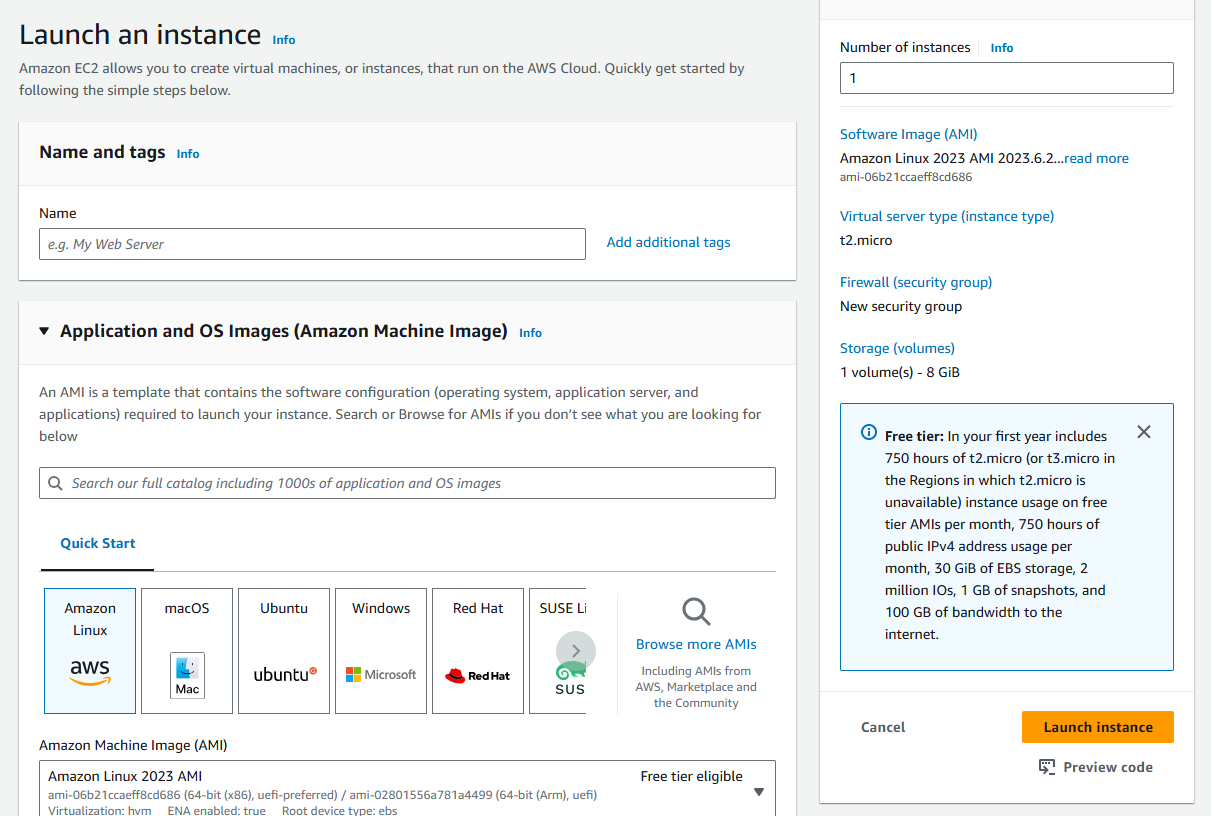 Launch an instance Info
Amazon EC2 allows you to create virtual machines, or instances, that run on the AWS Cloud. Quickly get started by
following the simple steps below.
Name and tags Info
Name
e.g. My Web Server
Add additional tags
Application and OS Images (Amazon Machine Image) Info
An AMI is a template that contains the software configuration (operating system, application server, and
applications) required to launch your instance. Search or Browse for AMIs if you don’t see what you are looking for
below
Search our full catalog including 1000s of application and OS images
Quick Start
Amazon
Linux
aws
macOS
Mac
Ubuntu
ubuntu
Windows
Microsoft
Red Hat
Red Hat
SUSE Li
SUS
Browse more AMIs
Including AMIs from
AWS, Marketplace and
the Community
Amazon Machine Image (AMI)
Amazon Linux 2023 AMI
Free tier eligible
ami-06b21ccaeff8cd686 (64-bit (x86), uefi-preferred) / ami-02801556a781a4499 (64-bit (Arm), uefi)
Virtualization: hvm ENA enabled: true Root device type: ebs
Number of instances Info
1
Software Image (AMI)
Amazon Linux 2023 AMI 2023.6.2...read more
ami-06b21ccaeff8cd686
Virtual server type (instance type)
t2.micro
Firewall (security group)
New security group
Storage (volumes)
1 volume(s) - 8 GiB
Free tier: In your first year includes
750 hours of t2.micro (or t3.micro in
the Regions in which t2.micro is
unavailable) instance usage on free
tier AMIs per month, 750 hours of
public IPv4 address usage per
month, 30 GiB of EBS storage, 2
million IOs, 1 GB of snapshots, and
100 GB of bandwidth to the
internet.
Cancel
Launch instance
Preview code